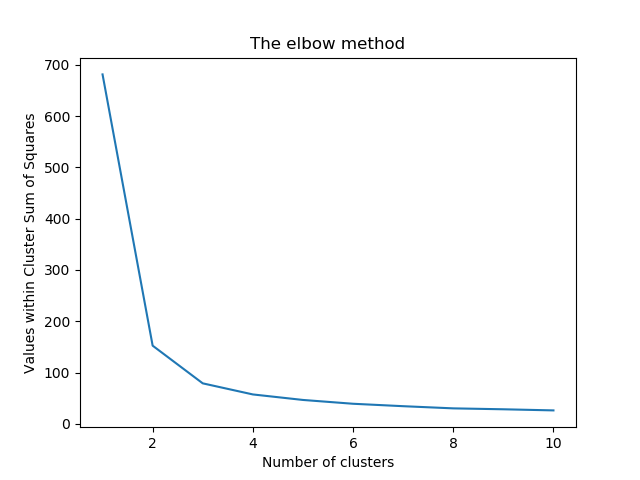 The elbow method
Values within Cluster Sum of Squares
700
600
500
400
300
200
100
0
2 4 6 8 10
Number of clusters